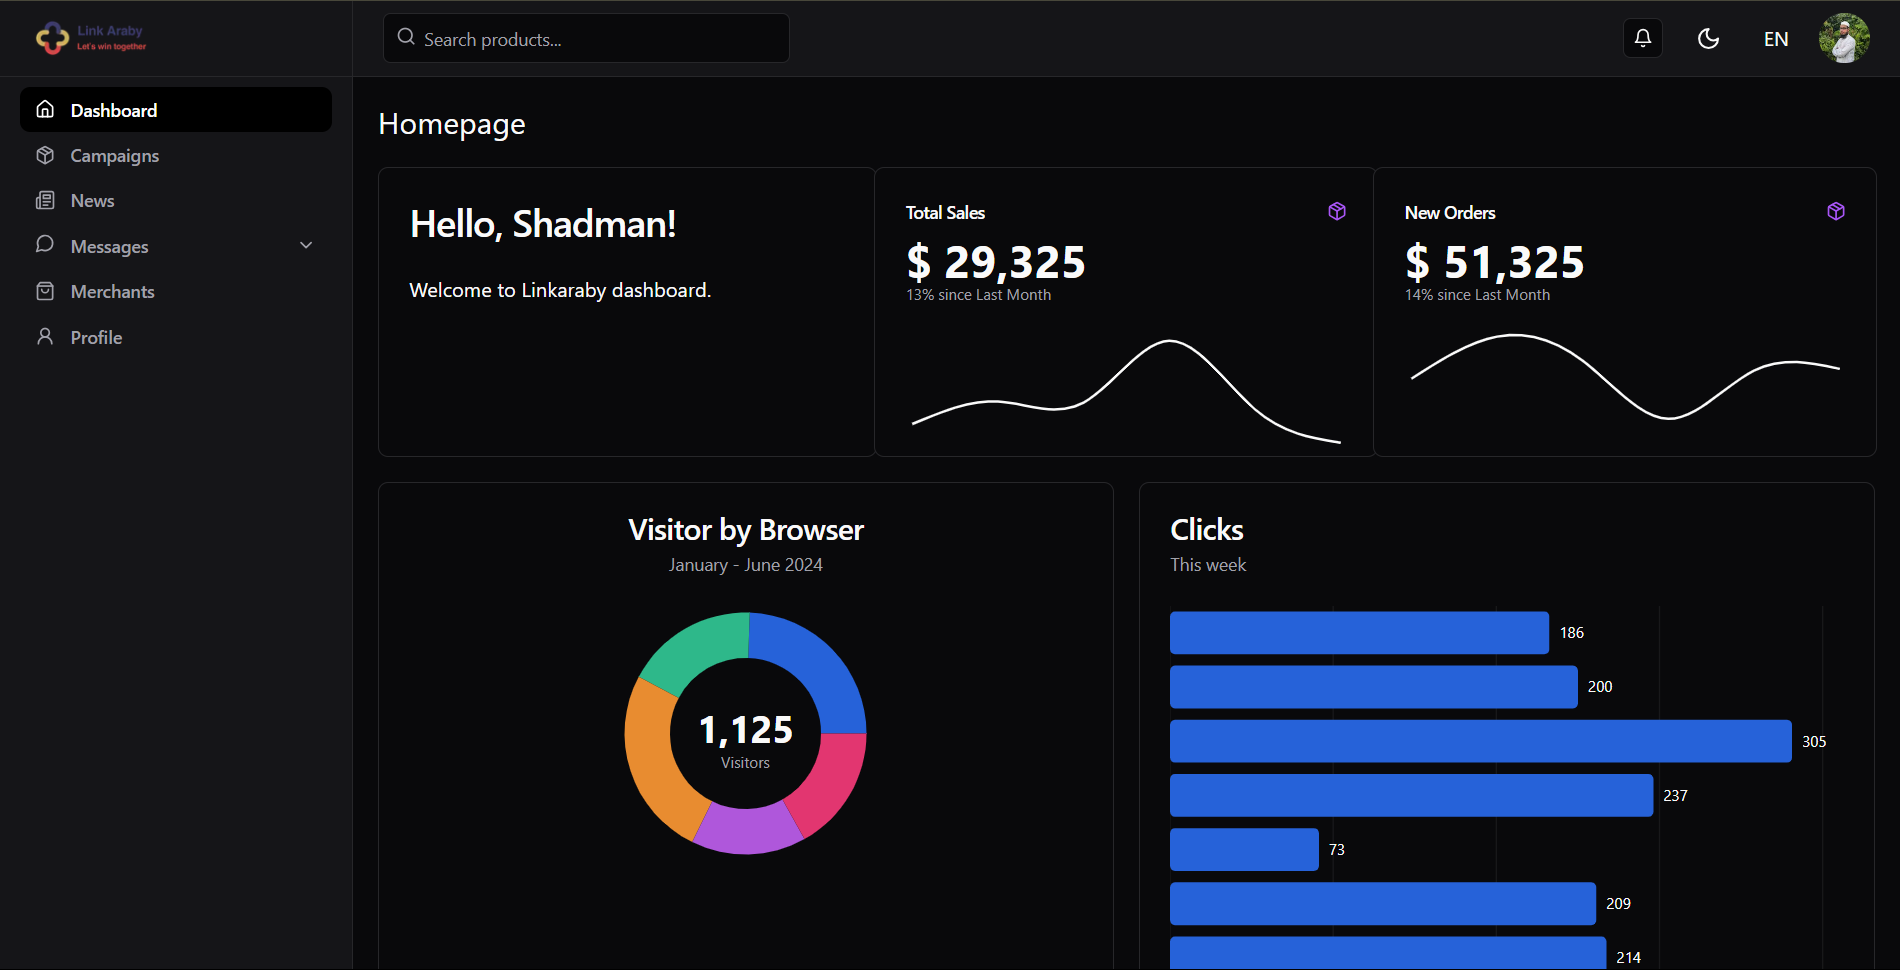 Link Araby
Let's win together
Search products...
EN
Dashboard
Campaigns
News
Messages
Merchants
Profile
Homepage
Hello, Shadman!
Welcome to Linkaraby dashboard.
Total Sales
$ 29,325
13% since Last Month
New Orders
$ 51,325
14% since Last Month
Visitor by Browser
January - June 2024
1,125
Visitors
Clicks
This week
186
200
305
237
73
209
214